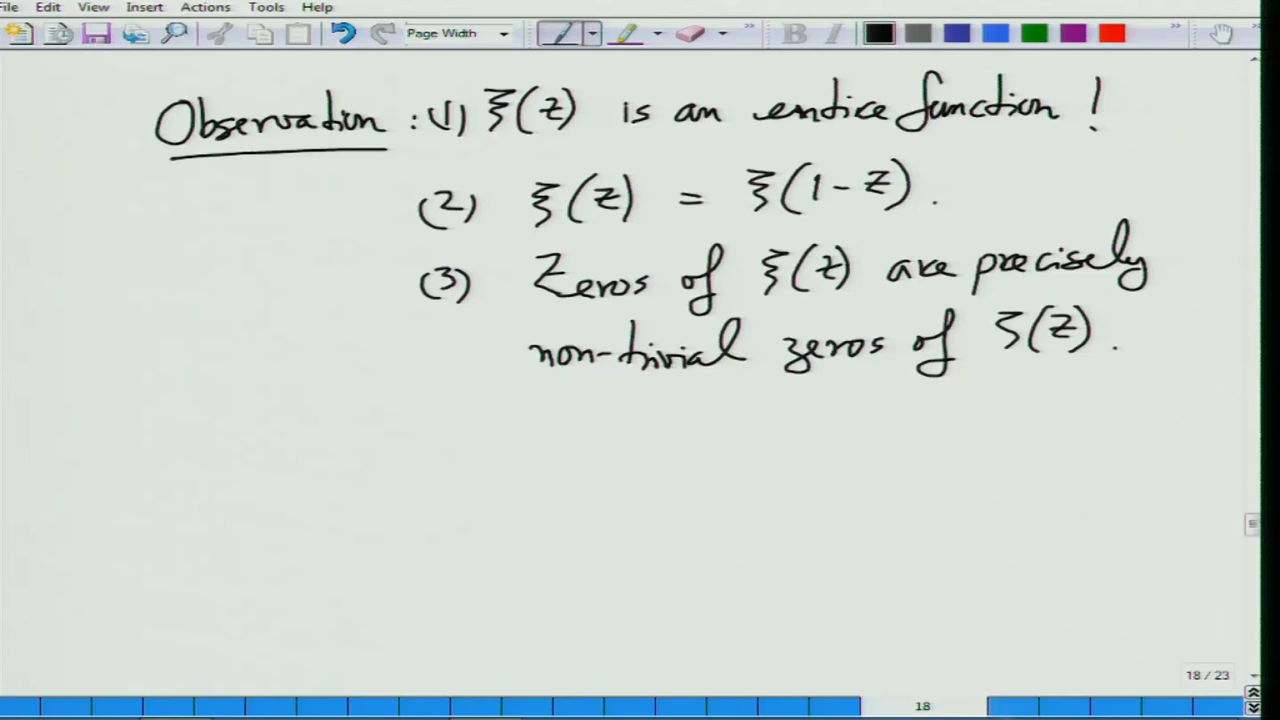 File Edit View Insert Actions Tools Help
Page Width
Observation : (1) ξ(z) is an entire function !
(2) ξ(z) = ξ(1-z).
(3) Zeros of ξ(z) are precisely
non-trivial zeros of ζ(z).
18 / 23
18